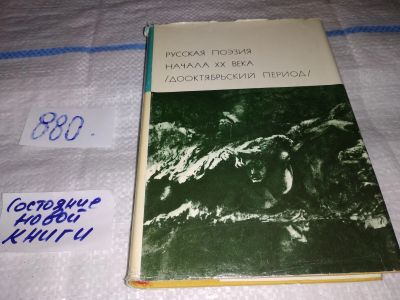 РУССКАЯ ПОЭЗИЯ
НАЧАЛА XX ВЕКА
/ДООКТЯБРЬСКИЙ ПЕРИОД/
880.
Состояние
новой
книги